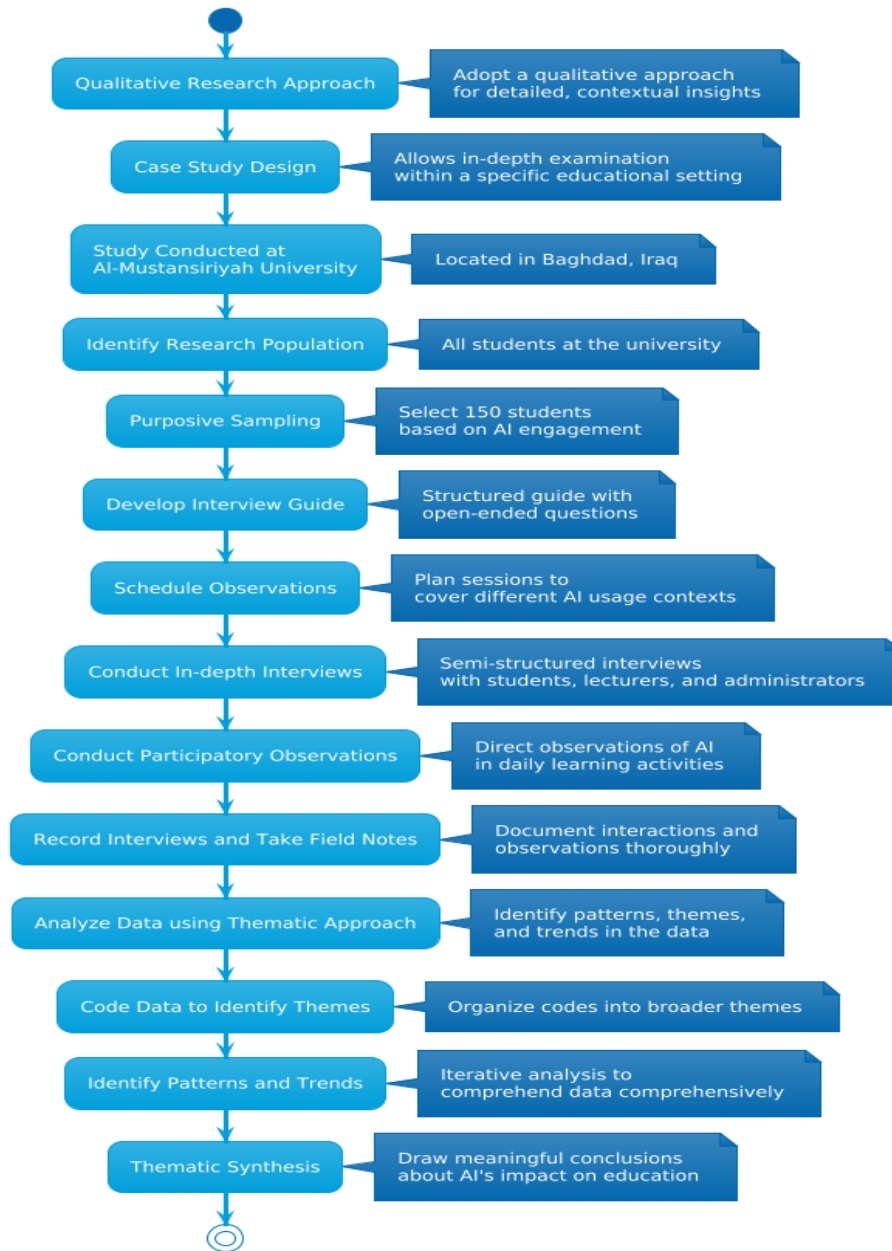 Qualitative Research Approach
Adopt a qualitative approach
for detailed, contextual insights
Case Study Design
Allows in-depth examination
within a specific educational setting
Study Conducted at
Al-Mustansiriyah University
Located in Baghdad, Iraq
Identify Research Population
All students at the university
Purposive Sampling
Select 150 students
based on AI engagement
Develop Interview Guide
Structured guide with
open-ended questions
Schedule Observations
Plan sessions to
cover different AI usage contexts
Conduct In-depth Interviews
Semi-structured interviews
with students, lecturers, and administrators
Conduct Participatory Observations
Direct observations of AI
in daily learning activities
Record Interviews and Take Field Notes
Document interactions and
observations thoroughly
Analyze Data using Thematic Approach
Identify patterns, themes,
and trends in the data
Code Data to Identify Themes
Organize codes into broader themes
Identify Patterns and Trends
Iterative analysis to
comprehend data comprehensively
Thematic Synthesis
Draw meaningful conclusions
about AI's impact on education